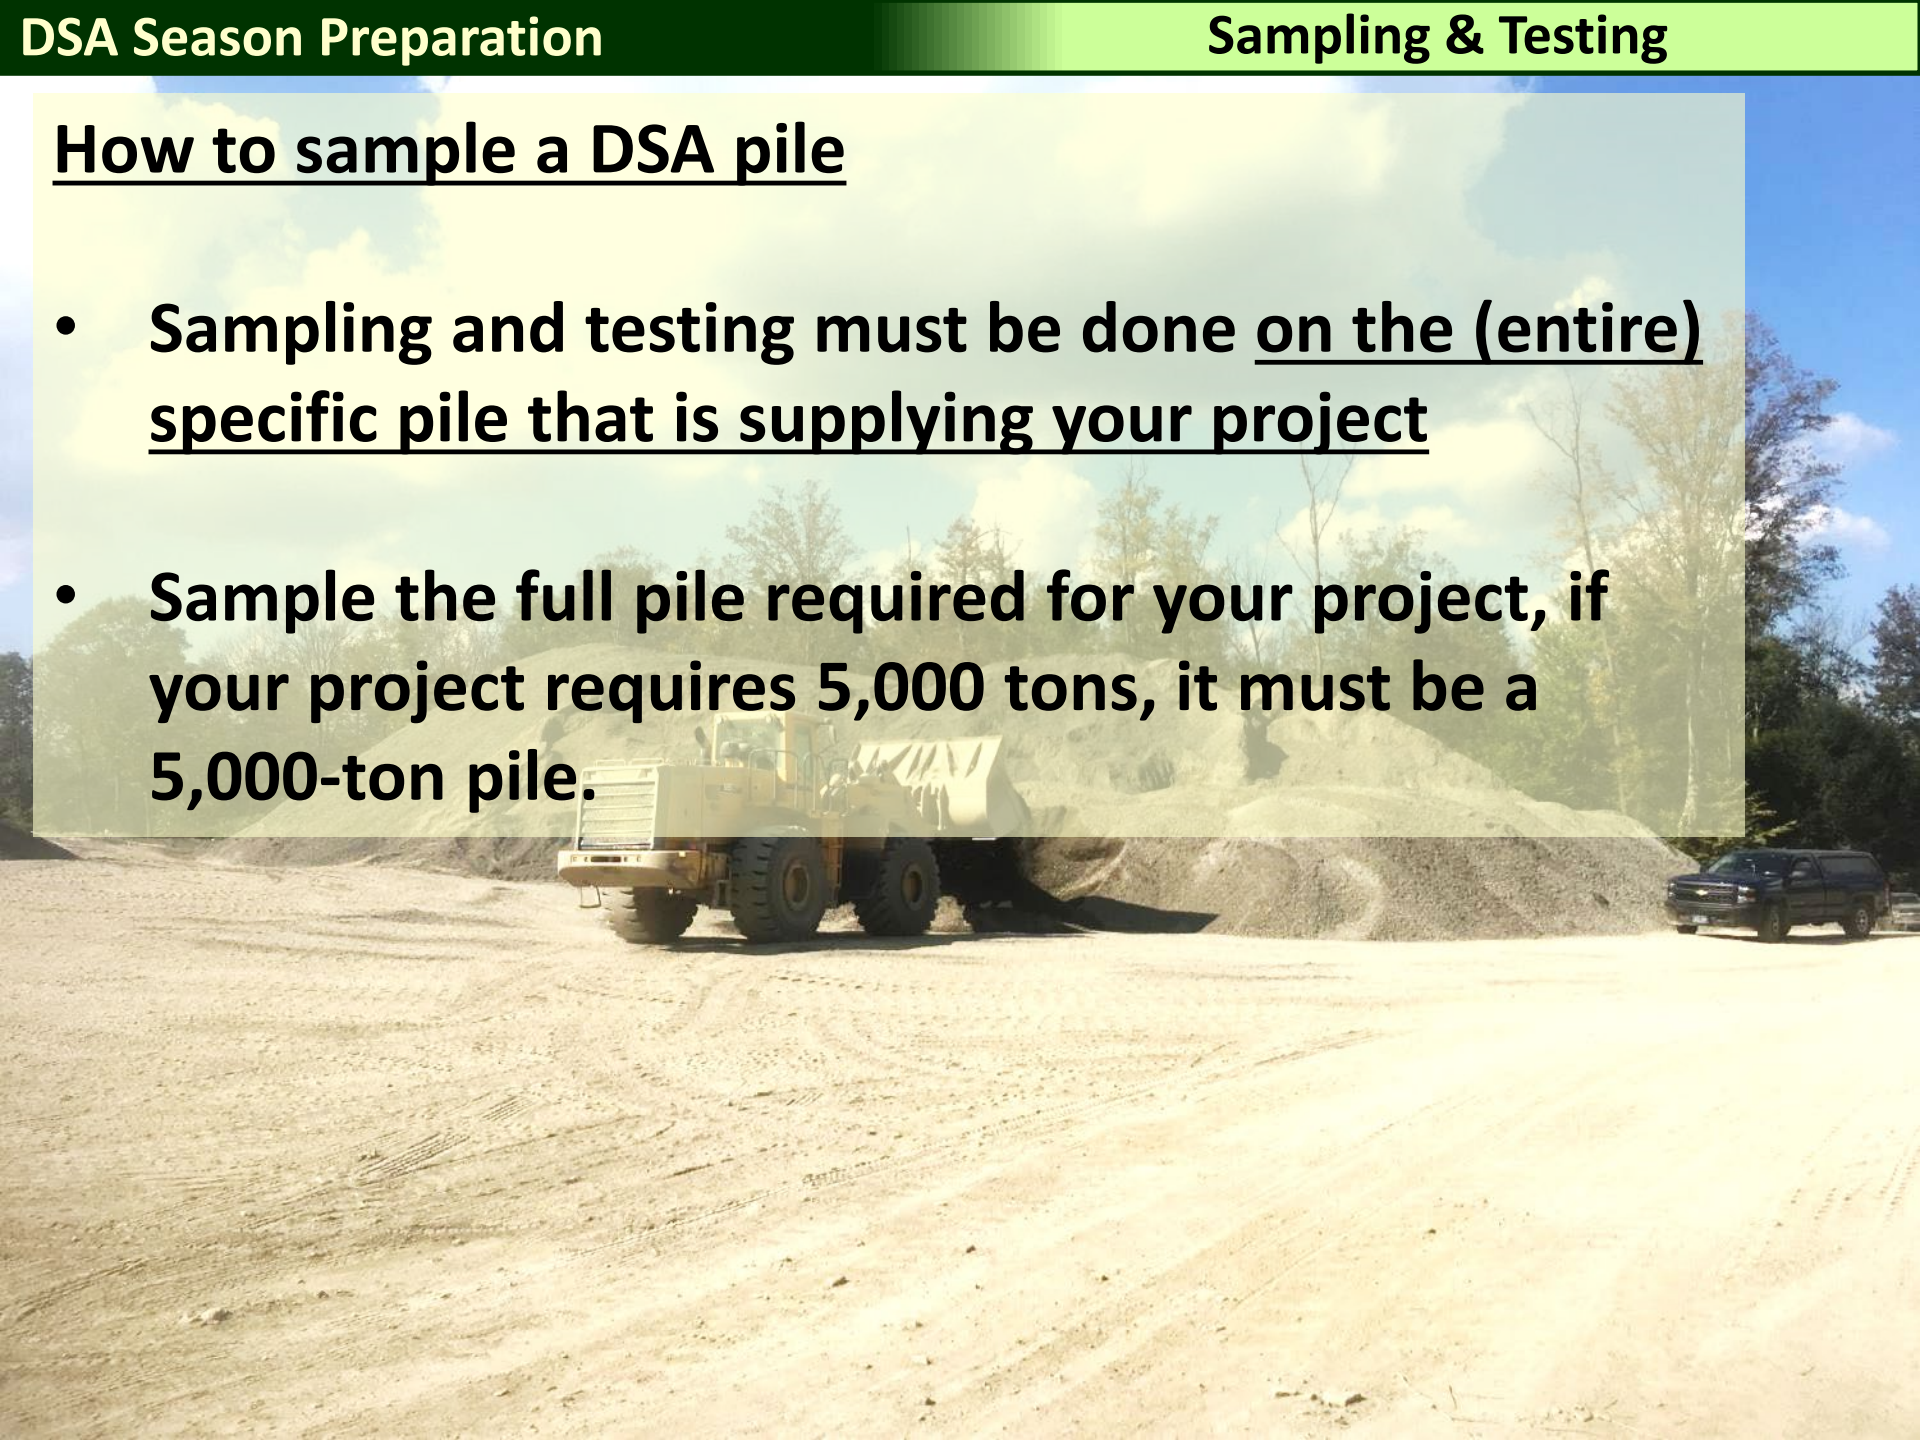 DSA Season Preparation
Sampling & Testing
How to sample a DSA pile
• Sampling and testing must be done on the (entire)
specific pile that is supplying your project
• Sample the full pile required for your project, if
your project requires 5,000 tons, it must be a
5,000-ton pile.